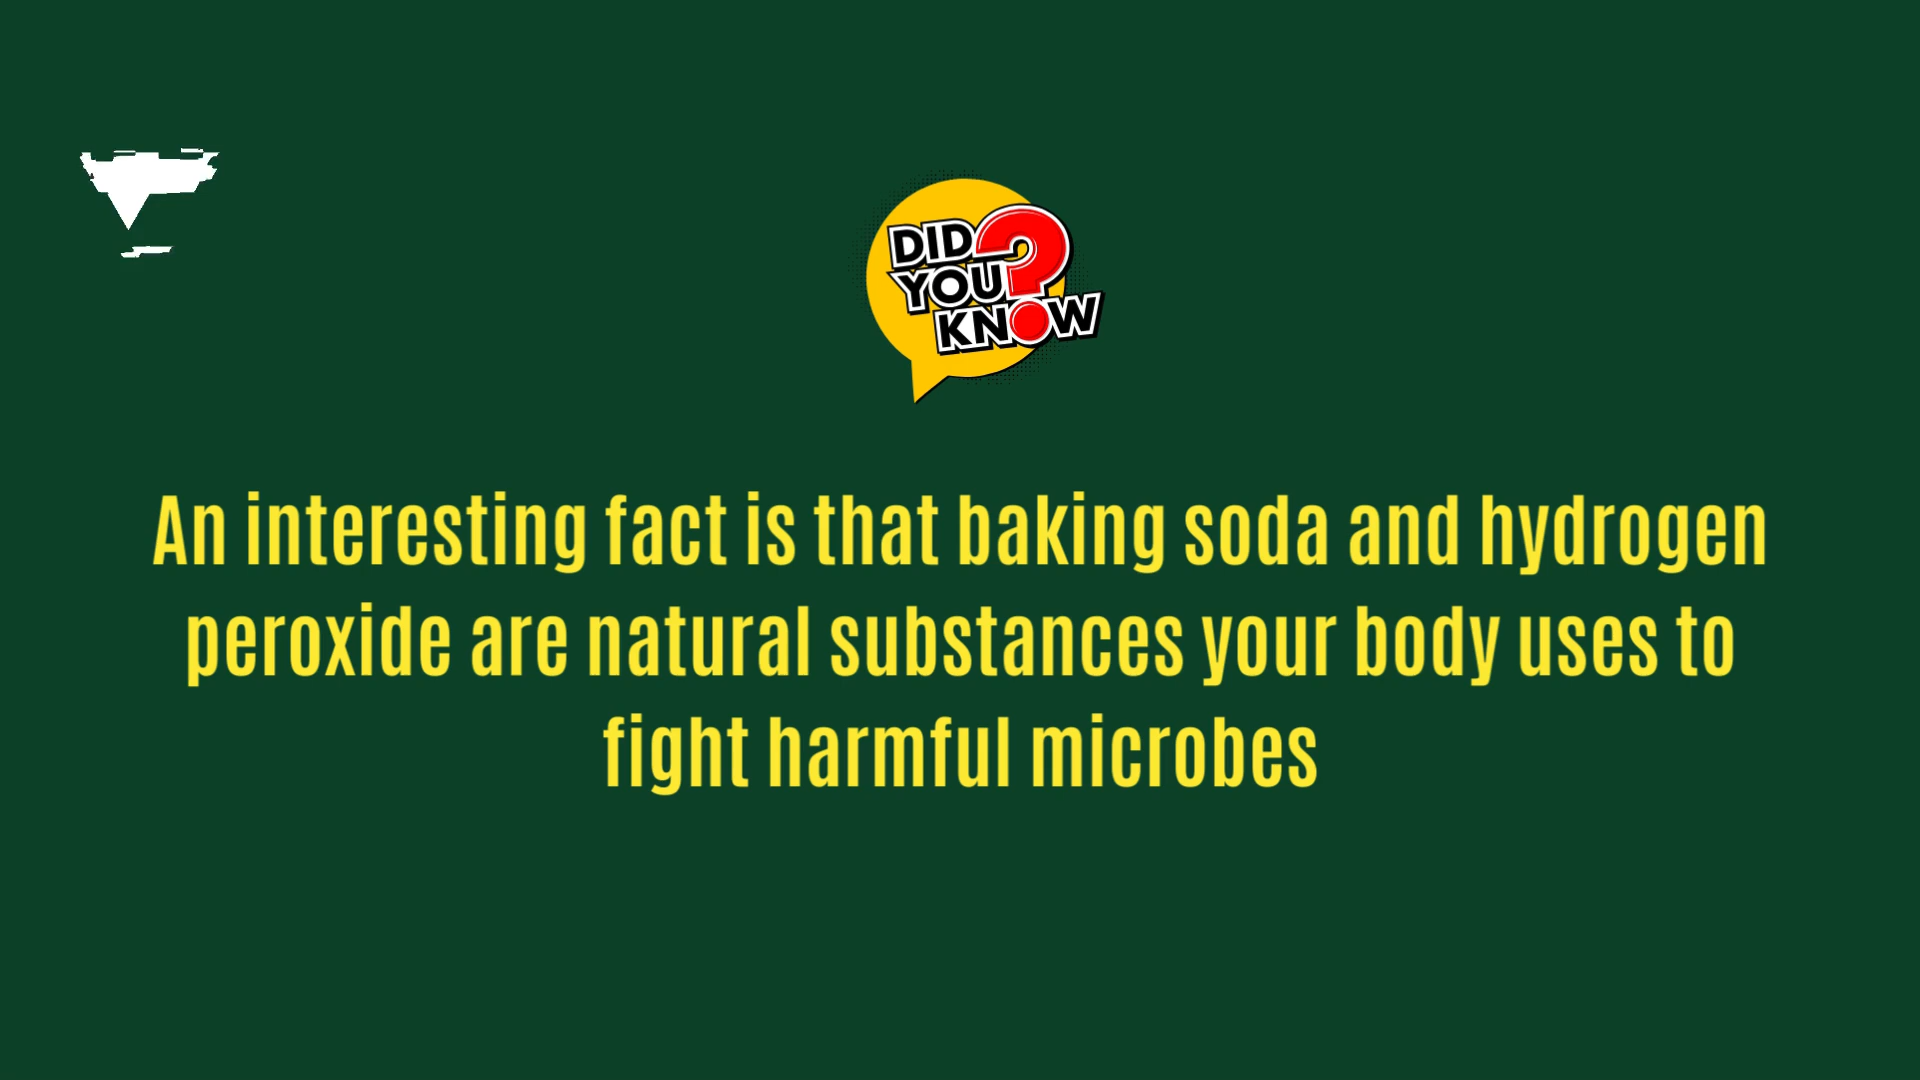 DID
YOU?
KNOW
An interesting fact is that baking soda and hydrogen
peroxide are natural substances your body uses to
fight harmful microbes